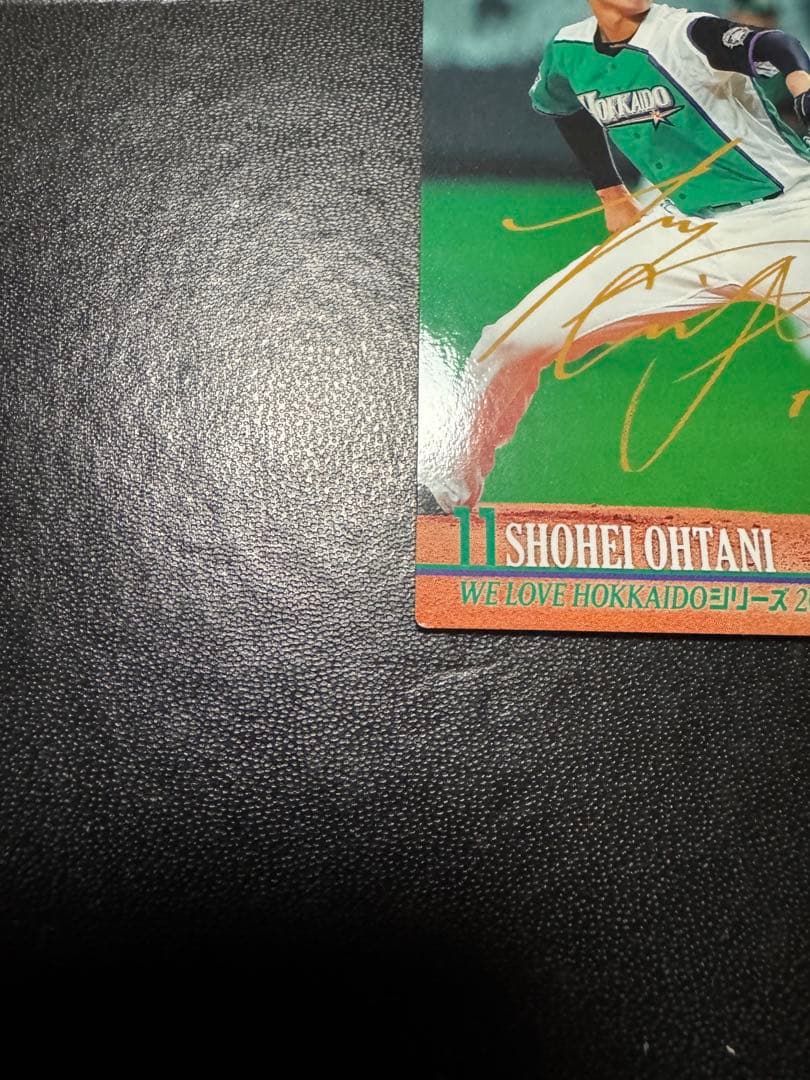 HOKKAIDO
11 SHOHEI OHTANI
WE LOVE HOKKAIDOシリーズ 2